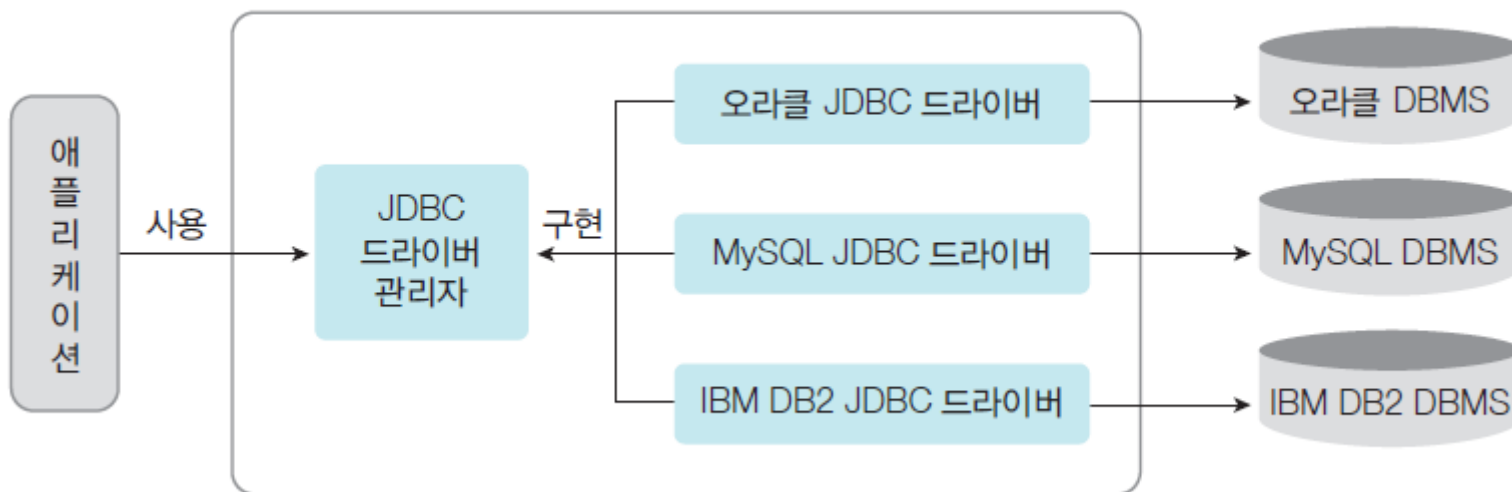 애플리케이션
사용
JDBC
드라이버
관리자
구현
오라클 JDBC 드라이버
MySQL JDBC 드라이버
IBM DB2 JDBC 드라이버
오라클 DBMS
MySQL DBMS
IBM DB2 DBMS